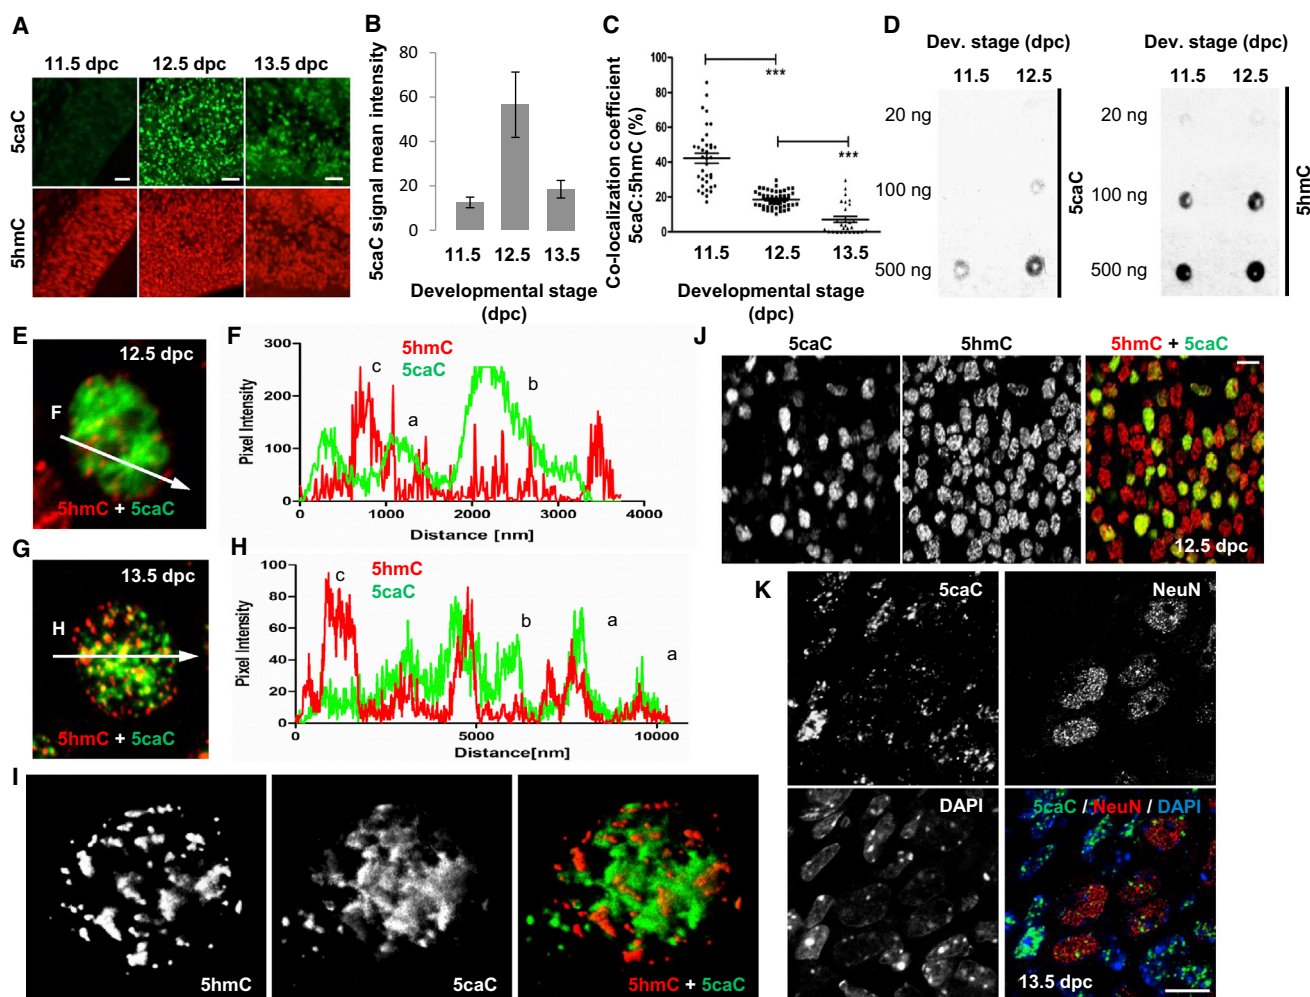 A
11.5 dpc 12.5 dpc 13.5 dpc
5caC
5hmC
B
5caC signal mean intensity
80
60
40
20
0
11.5 12.5 13.5
Developmental stage
(dpc)
C
Co-localization coefficient
5caC:5hmC (%)
100
80
60
40
20
0
***
***
11.5 12.5 13.5
Developmental stage
(dpc)
D
Dev. stage (dpc)
11.5 12.5
20 ng
100 ng
500 ng
5caC
Dev. stage (dpc)
11.5 12.5
20 ng
100 ng
500 ng
5hmC
E
12.5 dpc
F
5hmC + 5caC
F
5hmC
5caC
Pixel Intensity
300
200
100
0
c
a
b
0 1000 2000 3000 4000
Distance [nm]
G
13.5 dpc
H
5hmC + 5caC
H
5hmC
5caC
Pixel Intensity
100
80
60
40
20
0
c
b
a
a
0 5000 10000
Distance[nm]
I
5hmC
5caC
5hmC + 5caC
J
5caC 5hmC 5hmC + 5caC
12.5 dpc
K
5caC
NeuN
DAPI
5caC / NeuN / DAPI
13.5 dpc